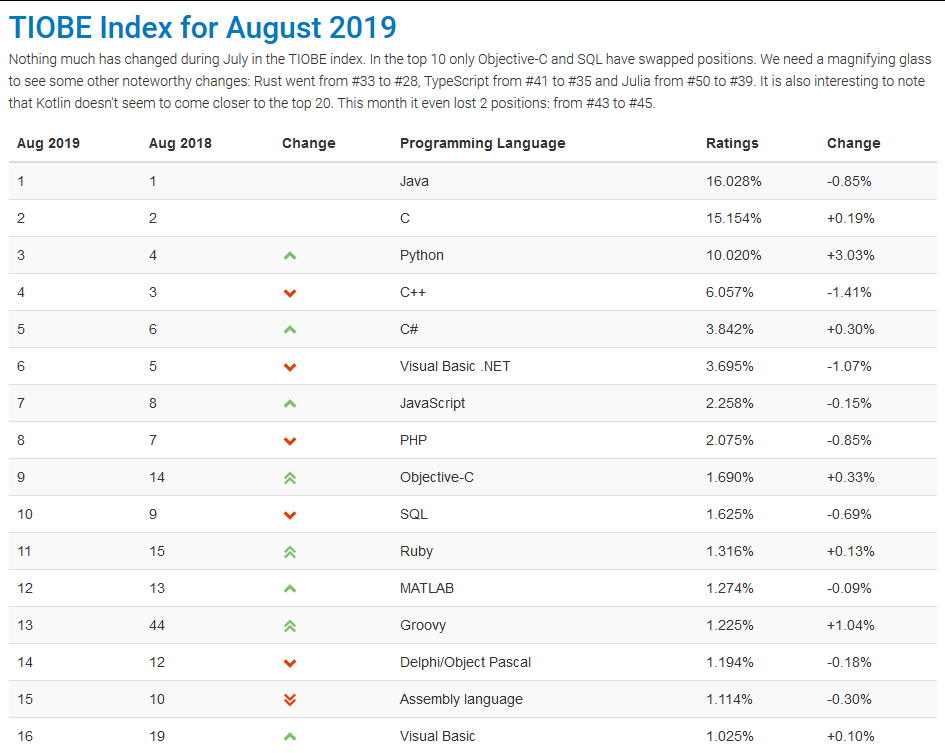 TIOBE Index for August 2019
Nothing much has changed during July in the TIOBE index. In the top 10 only Objective-C and SQL have swapped positions. We need a magnifying glass
to see some other noteworthy changes: Rust went from #33 to #28, TypeScript from #41 to #35 and Julia from #50 to #39. It is also interesting to note
that Kotlin doesn't seem to come closer to the top 20. This month it even lost 2 positions: from #43 to #45.
Aug 2019 Aug 2018 Change Programming Language Ratings Change
1 1 Java 16.028% -0.85%
2 2 C 15.154% +0.19%
3 4 Python 10.020% +3.03%
4 3 C++ 6.057% -1.41%
5 6 C# 3.842% +0.30%
6 5 Visual Basic .NET 3.695% -1.07%
7 8 JavaScript 2.258% -0.15%
8 7 PHP 2.075% -0.85%
9 14 Objective-C 1.690% +0.33%
10 9 SQL 1.625% -0.69%
11 15 Ruby 1.316% +0.13%
12 13 MATLAB 1.274% -0.09%
13 44 Groovy 1.225% +1.04%
14 12 Delphi/Object Pascal 1.194% -0.18%
15 10 Assembly language 1.114% -0.30%
16 19 Visual Basic 1.025% +0.10%